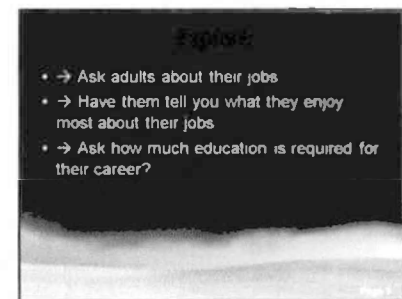 Explore:
• → Ask adults about their jobs
• → Have them tell you what they enjoy
most about their jobs
• → Ask how much education is required for
their career?